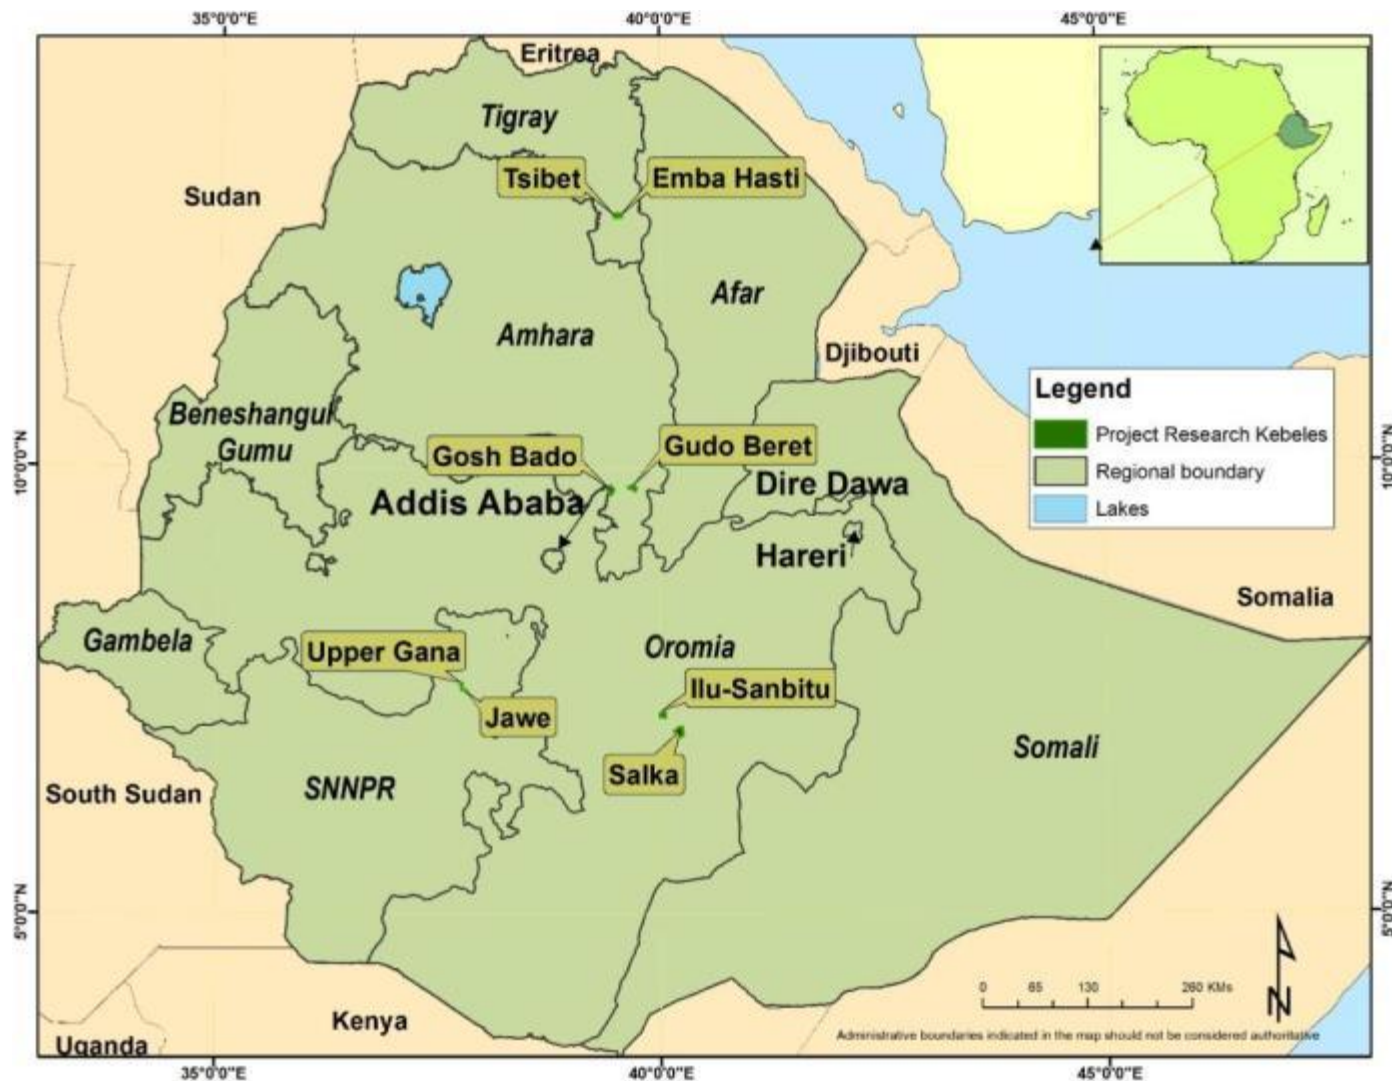 35°0'0"E
40°0'0"E
45°0'0"E
Eritrea
Tigray
Tsibet
Emba Hasti
Sudan
Afar
Amhara
Djibouti
Legend
Project Research Kebeles
Regional boundary
Lakes
Beneshangul
Gumu
Gosh Bado
Gudo Beret
10°0'0"N
10°0'0"N
Addis Ababa
Dire Dawa
Hareri
Somalia
Gambela
Upper Gana
Oromia
Ilu-Sanbitu
Jawe
Salka
Somali
SNNPR
South Sudan
5°0'0"N
5°0'0"N
0 65 130 260 KMs
N
Kenya
Administrative boundaries indicated in the map should not be considered authoritative
Uganda
35°0'0"E
40°0'0"E
45°0'0"E